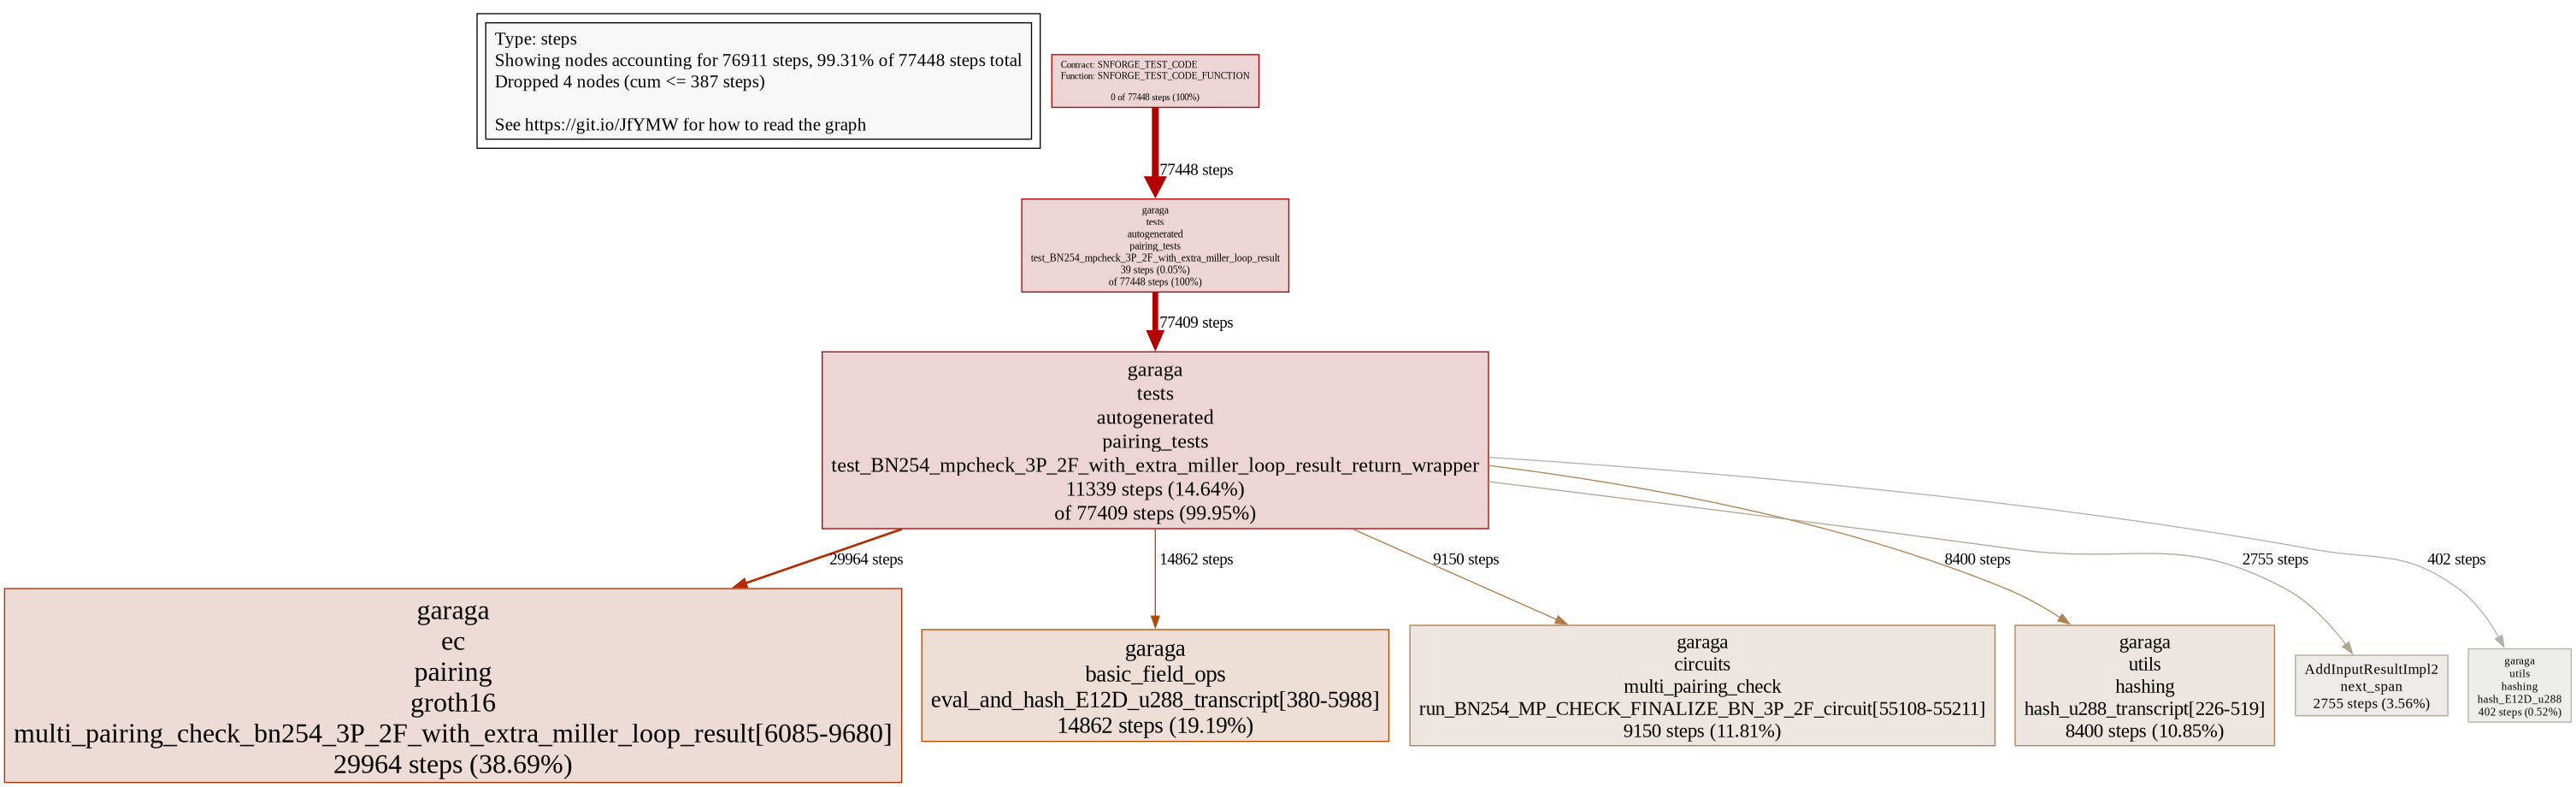 Type: steps
Showing nodes accounting for 76911 steps, 99.31% of 77448 steps total
Dropped 4 nodes (cum <= 387 steps)
See https://git.io/JfYMW for how to read the graph
Contract: SNFORGE_TEST_CODE
Function: SNFORGE_TEST_CODE_FUNCTION
0 of 77448 steps (100%)
77448 steps
garaga
tests
autogenerated
pairing_tests
test_BN254_mpcheck_3P_2F_with_extra_miller_loop_result
39 steps (0.05%)
of 77448 steps (100%)
77409 steps
garaga
tests
autogenerated
pairing_tests
test_BN254_mpcheck_3P_2F_with_extra_miller_loop_result_return_wrapper
11339 steps (14.64%)
of 77409 steps (99.95%)
29964 steps
14862 steps
9150 steps
8400 steps
2755 steps
402 steps
garaga
ec
pairing
groth16
multi_pairing_check_bn254_3P_2F_with_extra_miller_loop_result[6085-9680]
29964 steps (38.69%)
garaga
basic_field_ops
eval_and_hash_E12D_u288_transcript[380-5988]
14862 steps (19.19%)
garaga
circuits
multi_pairing_check
run_BN254_MP_CHECK_FINALIZE_BN_3P_2F_circuit[55108-55211]
9150 steps (11.81%)
garaga
utils
hashing
hash_u288_transcript[226-519]
8400 steps (10.85%)
AddInputResultImpl2
next_span
2755 steps (3.56%)
garaga
utils
hashing
hash_E12D_u288
402 steps (0.52%)